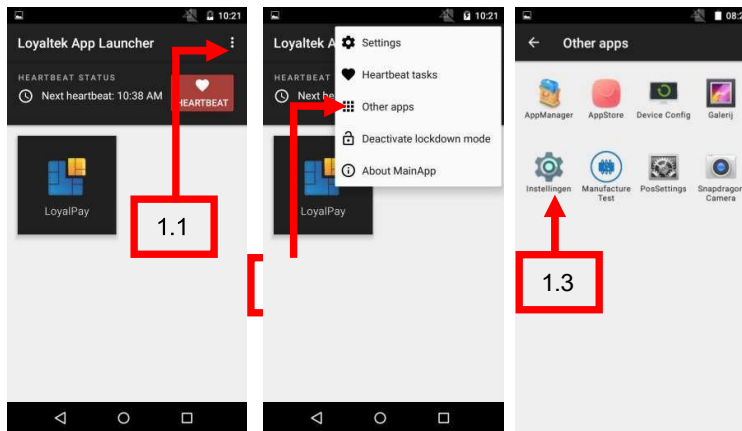 10:21
Loyaltek App Launcher
HEARTBEAT STATUS
Next heartbeat: 10:38 AM
HEARTBEAT
LoyalPay
1.1
10:21
Loyaltek A
HEARTBEAT
Next he
Settings
Heartbeat tasks
Other apps
Deactivate lockdown mode
About MainApp
LoyalPay
08:2
Other apps
AppManager
AppStore
Device Config
Galerij
Instellingen
Manufacture
Test
PosSettings
Snapdragon
Camera
1.3